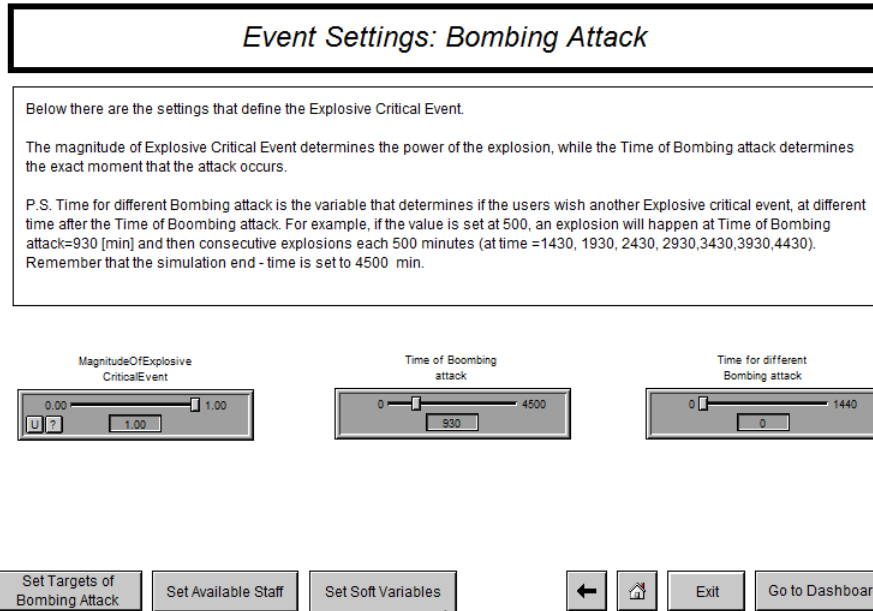 Event Settings: Bombing Attack
Below there are the settings that define the Explosive Critical Event.
The magnitude of Explosive Critical Event determines the power of the explosion, while the Time of Bombing attack determines
the exact moment that the attack occurs.
P.S. Time for different Bombing attack is the variable that determines if the users wish another Explosive critical event, at different
time after the Time of Boombing attack. For example, if the value is set at 500, an explosion will happen at Time of Bombing
attack=930 [min] and then consecutive explosions each 500 minutes (at time =1430, 1930, 2430, 2930,3430,3930,4430).
Remember that the simulation end - time is set to 4500 min.
MagnitudeOfExplosive
CriticalEvent
0.00 1.00
U ? 1.00
Time of Boombing
attack
0 4500
930
Time for different
Bombing attack
0 1440
0
Set Targets of
Bombing Attack
Set Available Staff
Set Soft Variables
Exit
Go to Dashboar